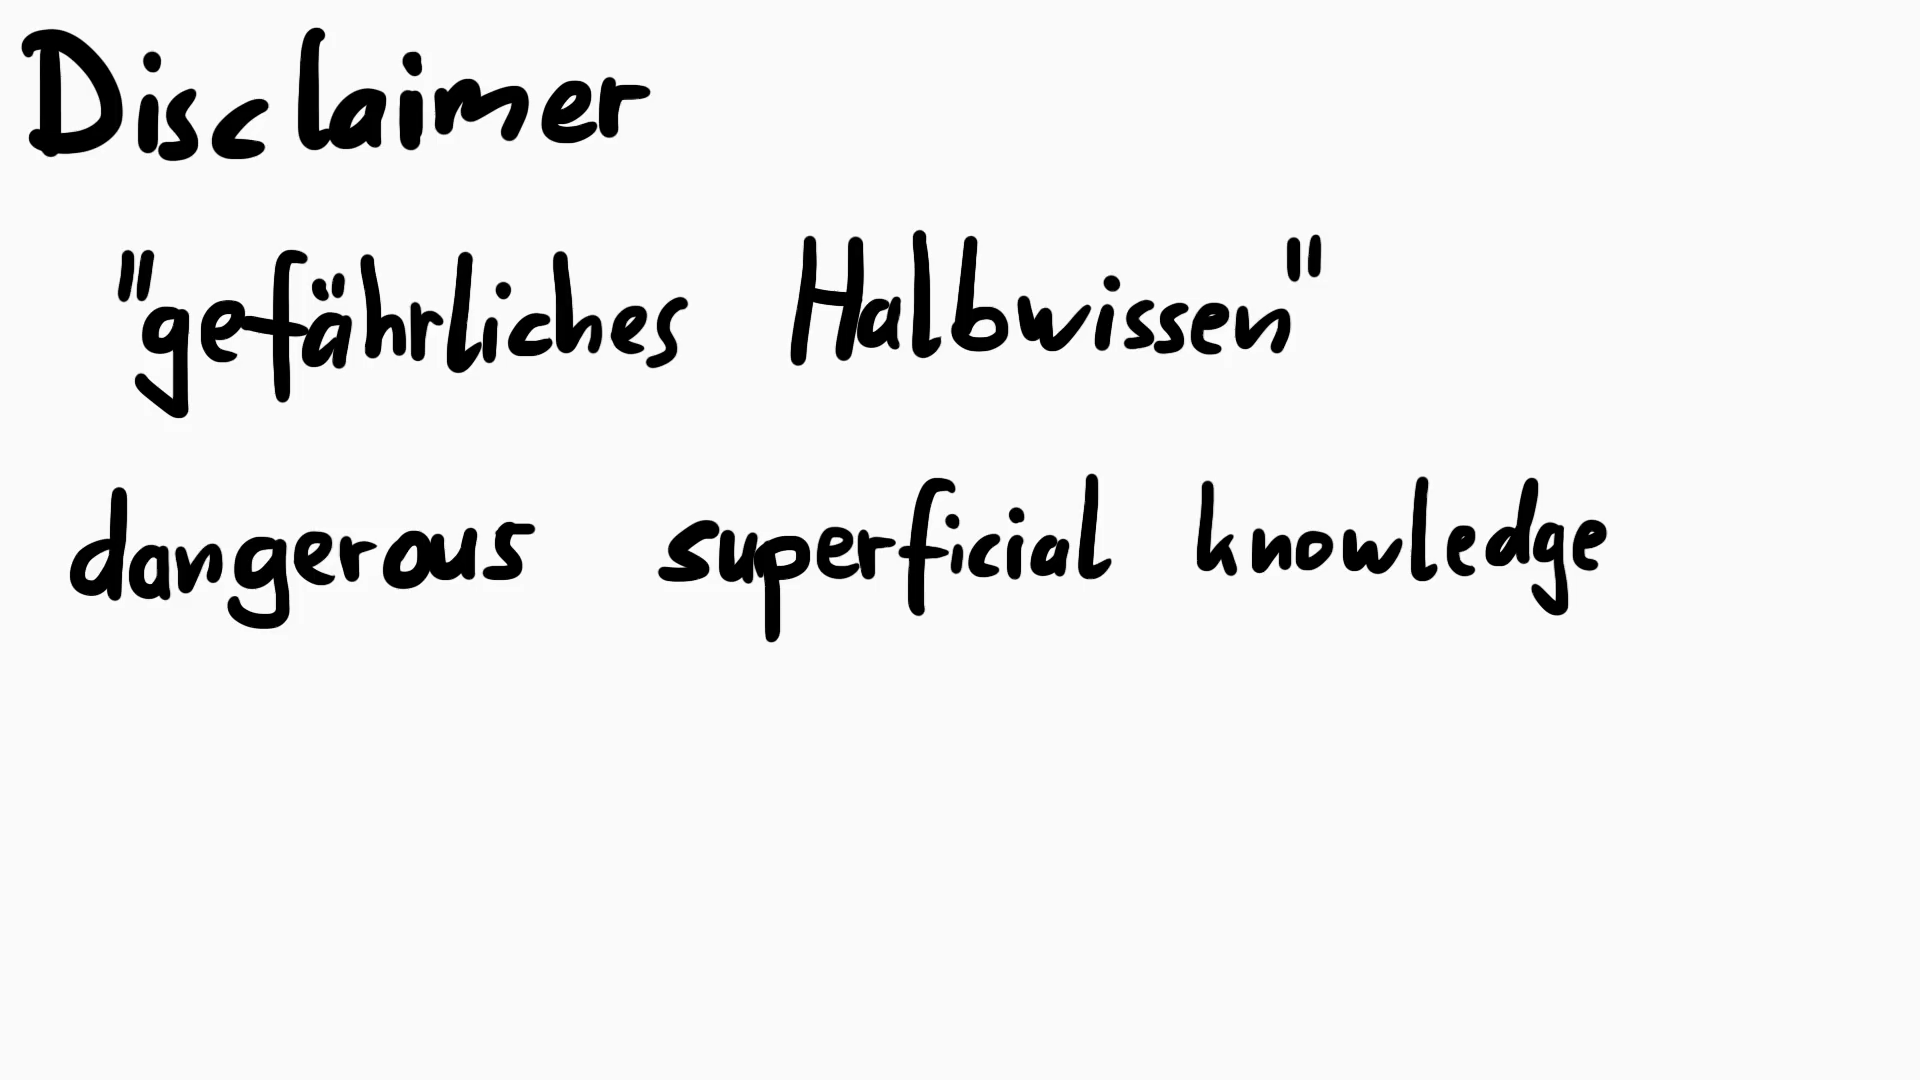 Disclaimer
"gefährliches Halbwissen"
dangerous superficial knowledge